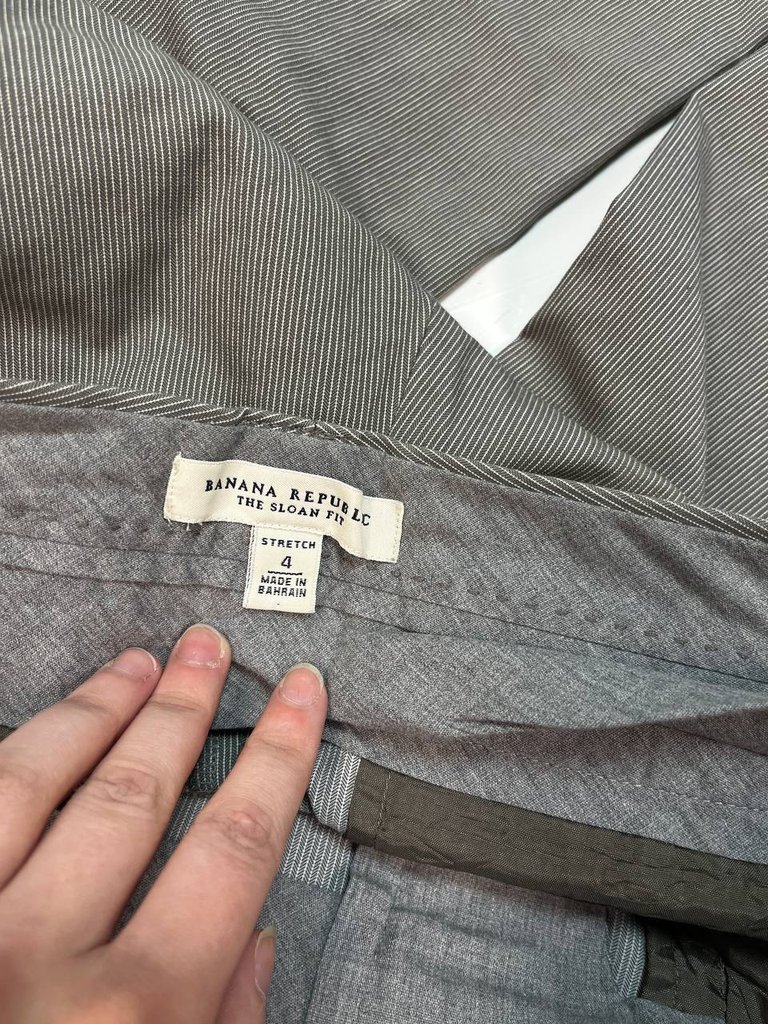 BANANA REPUBLIC
THE SLOAN FIT
STRETCH
4
MADE IN
BAHRAIN